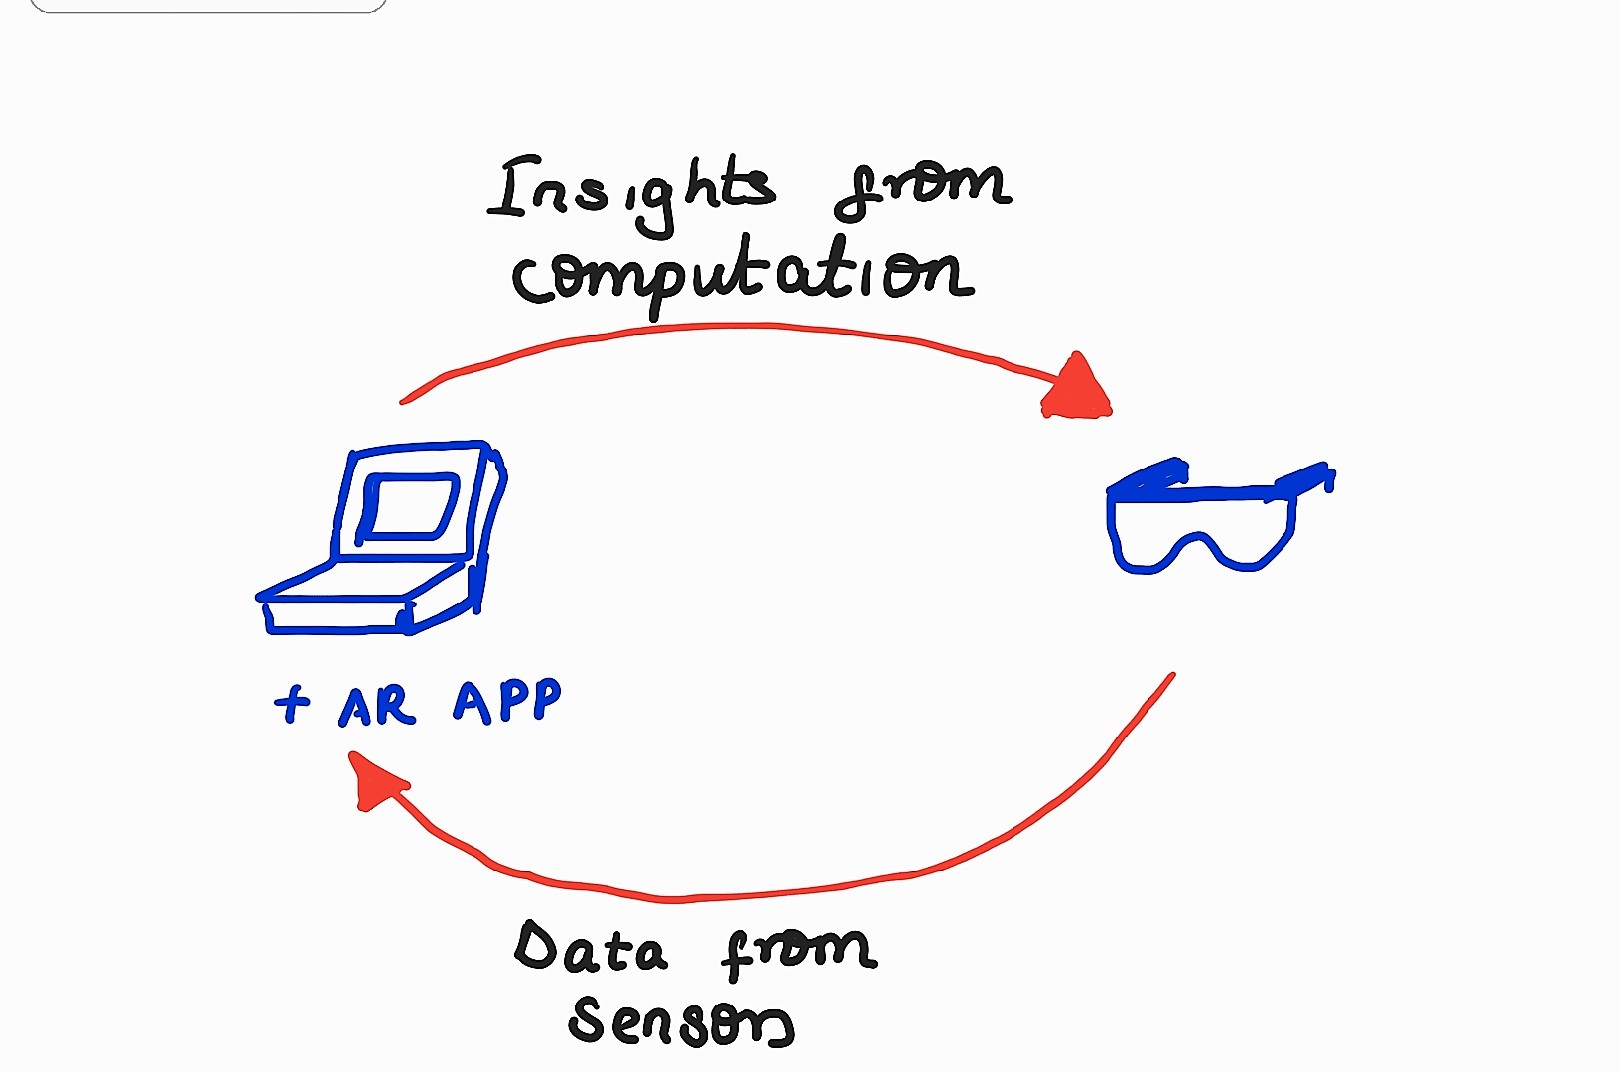 Insights from
computation
+ AR APP
Data from
Sensors